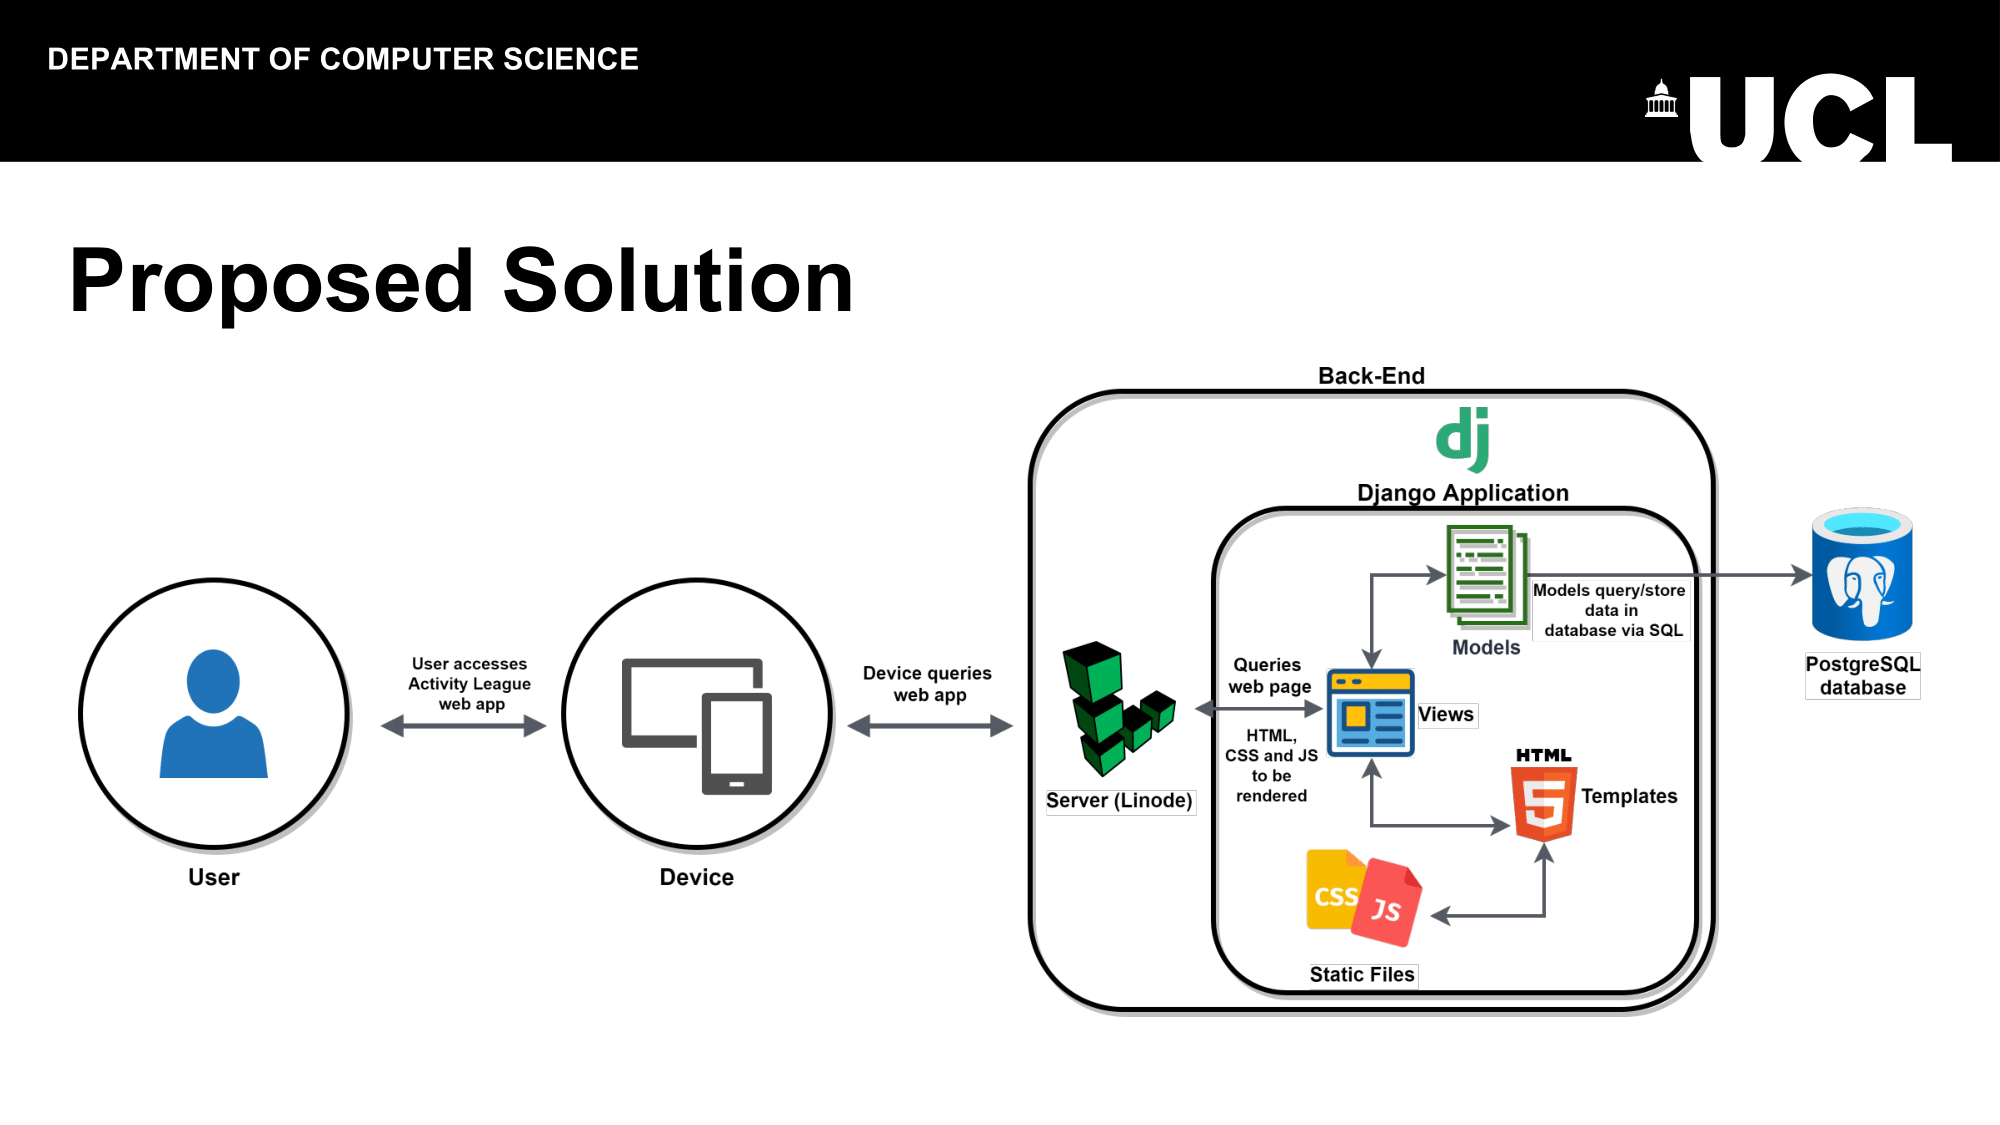 DEPARTMENT OF COMPUTER SCIENCE
UCL
Proposed Solution
Back-End
dj
Django Application
Models query/store
data in
database via SQL
Models
PostgreSQL
database
User accesses
Activity League
web app
Device queries
web app
Queries
web page
Views
HTML,
CSS and JS
to be
rendered
HTML
5
Templates
Server (Linode)
User
Device
CSS
JS
Static Files